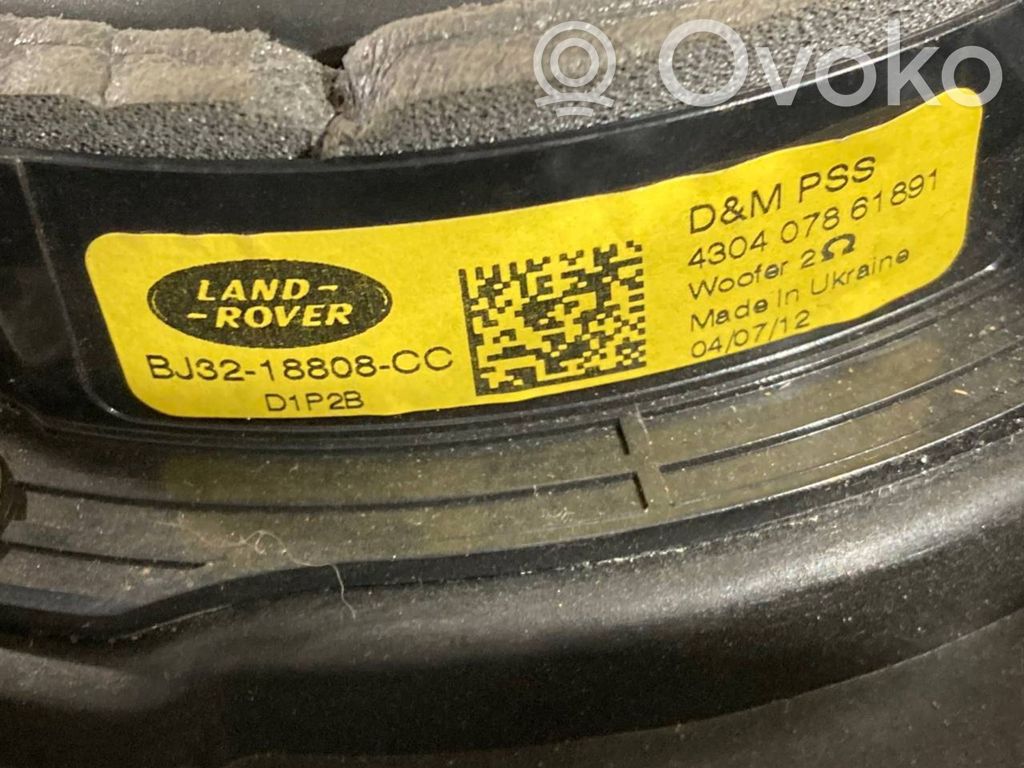 Ovoko
LAND-
-ROVER
BJ32-18808-CC
D1P2B
D&M PSS
4304 078 61891
Woofer 2Ω
Made In Ukraine
04/07/12